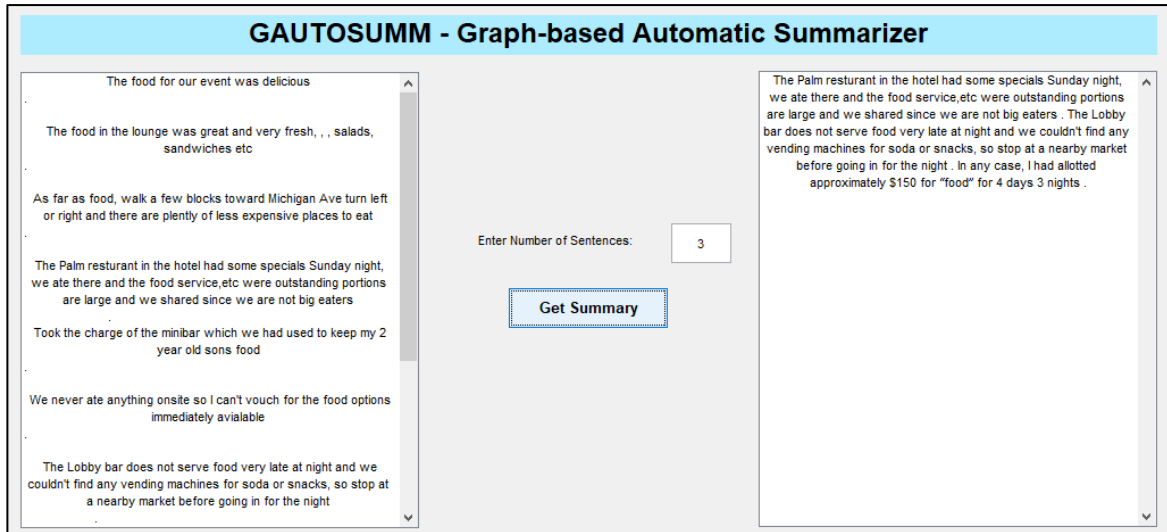 GAUTOSUMM - Graph-based Automatic Summarizer
The food for our event was delicious
.
The food in the lounge was great and very fresh, , , salads,
sandwiches etc
.
As far as food, walk a few blocks toward Michigan Ave turn left
or right and there are plently of less expensive places to eat
.
The Palm resturant in the hotel had some specials Sunday night,
we ate there and the food service,etc were outstanding portions
are large and we shared since we are not big eaters
.
Took the charge of the minibar which we had used to keep my 2
year old sons food
.
We never ate anything onsite so I can't vouch for the food options
immediately avialable
.
The Lobby bar does not serve food very late at night and we
couldn't find any vending machines for soda or snacks, so stop at
a nearby market before going in for the night
.
Enter Number of Sentences:
3
Get Summary
The Palm resturant in the hotel had some specials Sunday night,
we ate there and the food service,etc were outstanding portions
are large and we shared since we are not big eaters . The Lobby
bar does not serve food very late at night and we couldn't find any
vending machines for soda or snacks, so stop at a nearby market
before going in for the night . In any case, I had allotted
approximately $150 for “food” for 4 days 3 nights .